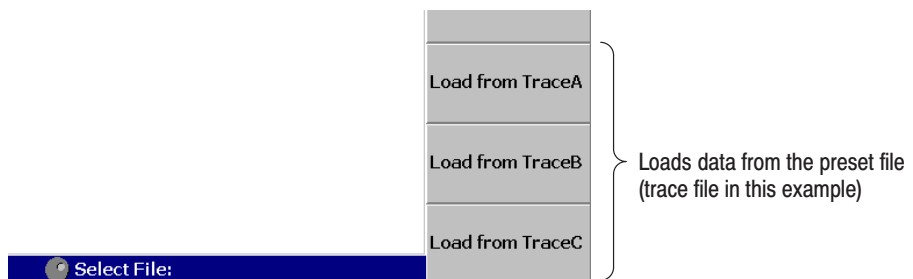 Load from TraceA
Load from TraceB
Loads data from the preset file
(trace file in this example)
Load from TraceC
Select File: